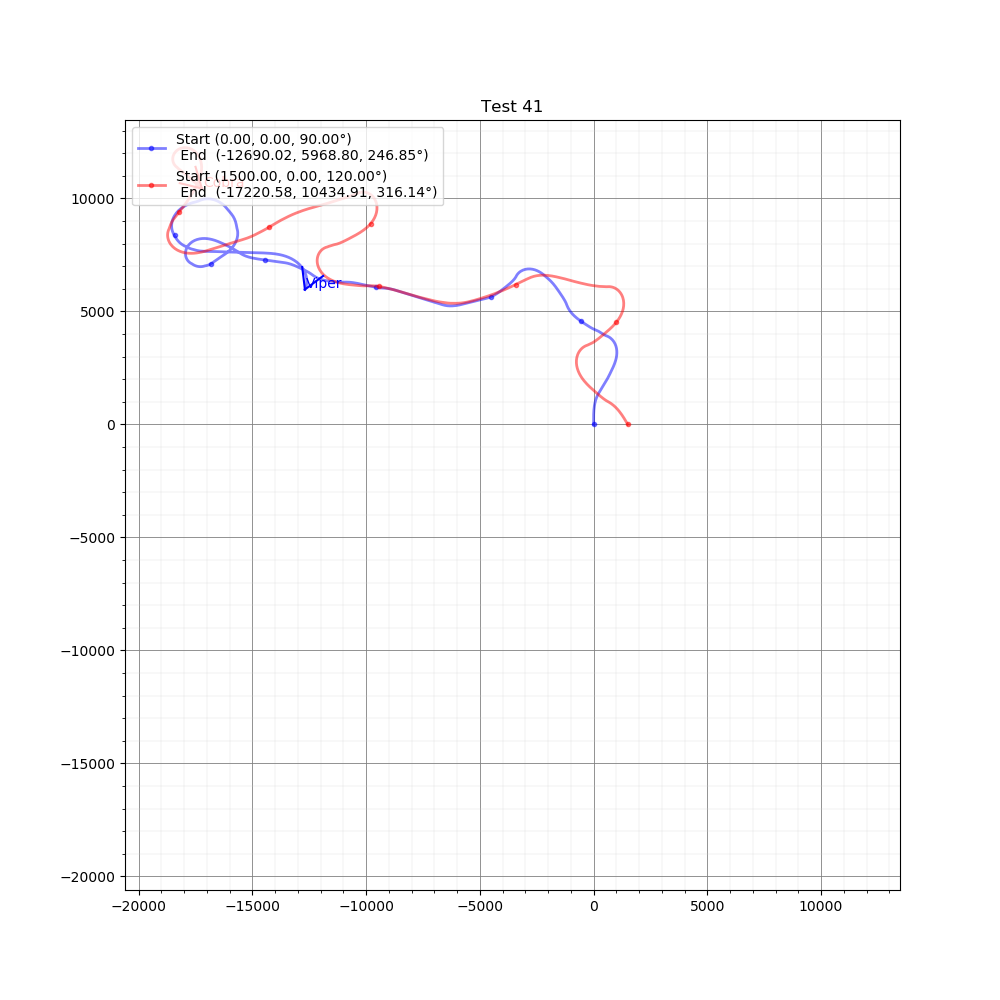 Test 41
Start (0.00, 0.00, 90.00°)
End (-12690.02, 5968.80, 246.85°)
Start (1500.00, 0.00, 120.00°)
End (-17220.58, 10434.91, 316.14°)
10000
5000
0
−5000
−10000
−15000
−20000
Viper
−20000 −15000 −10000 −5000 0 5000 10000